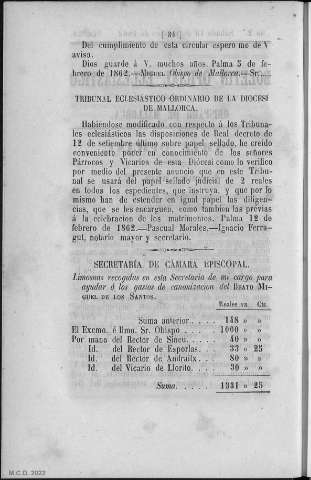 [ 34 ]
Del cumplimiento de esta circular espero me de V
aviso.
Dios guarde á V. muchos años. Palma 5 de fe-
brero de 1862.—Miguel Obispo de Mallorca.—Sr....
TRIBUNAL ECLESIÁSTICO ORDINARIO DE LA DIOCESI
DE MALLORCA.
Habiéndose modificado con respecto á los Tribuna-
les eclesiásticos las disposiciones de Real decreto de
12 de setiembre último sobre papel sellado, he creido
conveniente poner en conocimiento de los señores
Párrocos y Vicarios de esta Diócesi como lo verifico
por medio del presente anuncio que en este Tribu-
nal se usará del papel sellado judicial de 2 reales
en todos los espedientes, que instruya, y que por lo
mismo han de estender en igual papel las diligen-
cias, que se les encarguen, como tambien las prévias
á la celebracion de los matrimonios. Palma 12 de
febrero de 1862.—Pascual Morales.—Ignacio Ferra-
gut, notario mayor y secretario.
SECRETARÍA DE CÁMARA EPISCOPAL.
Limosnas recogidas en esta Secretaría de mi cargo para
ayudar á los gastos de canonizacion del BEATO MI-
GUEL DE LOS SANTOS.
Reales vn. Cs.
Suma anterior..... 148 » »
El Excmo. é Ilmo. Sr. Obispo..... 1000 » »
Por mano del Rector de Sineu..... 40 » »
Id. del Rector de Esporlas... 33 » 25
Id. del Rector de Andraitx... 80 » »
Id. del Vicario de Llorito.... 30 » »
Suma..... 1331 » 25
M.C.D. 2022